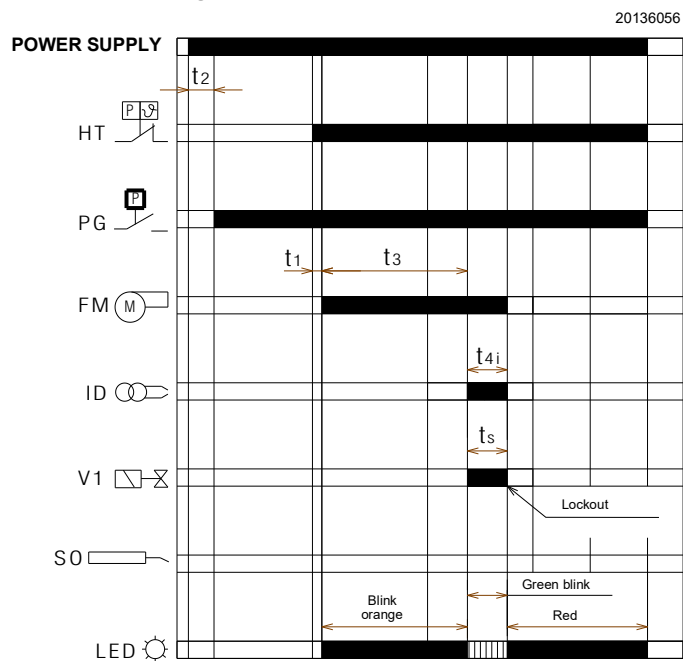 20136056
POWER SUPPLY
t2
P ϑ
HT
P
PG
t1 t3
FM M
t4i
ID
ts
V1
Lockout
SO
Green blink
Blink
orange
Red
LED